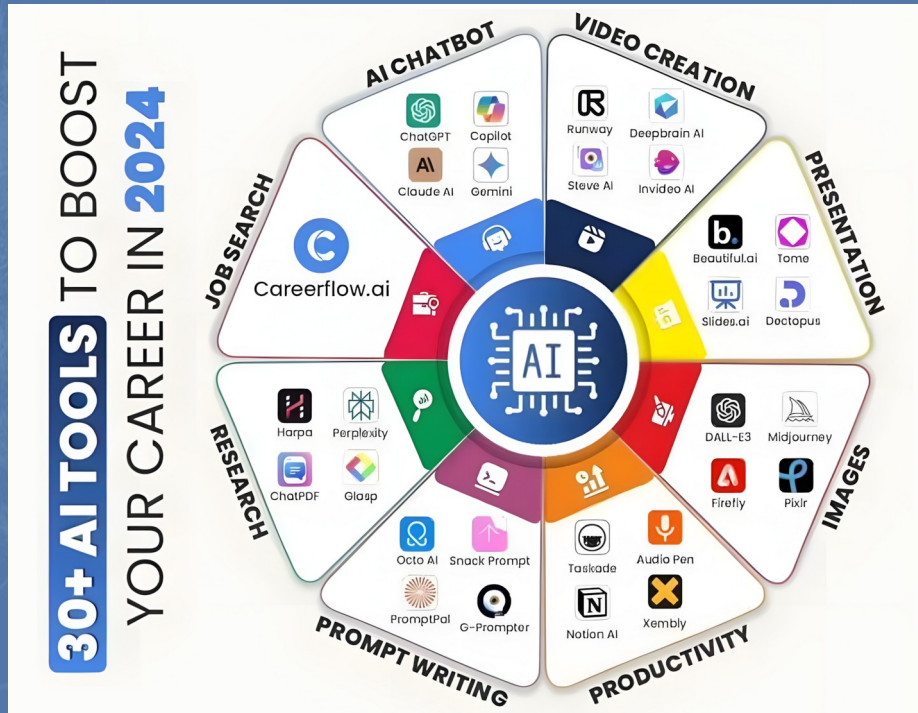 30+ AI TOOLS TO BOOST
YOUR CAREER IN 2024
AI CHATBOT
ChatGPT
Copilot
Claude AI
Gemini
VIDEO CREATION
Runway
Deepbrain AI
Steve AI
Invideo AI
PRESENTATION
Beautiful.ai
Tome
Slides.ai
Dectopus
IMAGES
DALL-E3
Midjourney
Firefly
Pixlr
PRODUCTIVITY
Taskade
Audio Pen
Notion AI
Xembly
PROMPT WRITING
Octo AI
Snack Prompt
PromptPal
G-Prompter
RESEARCH
Harpa
Perplexity
ChatPDF
Glasp
JOB SEARCH
Careerflow.ai
AI